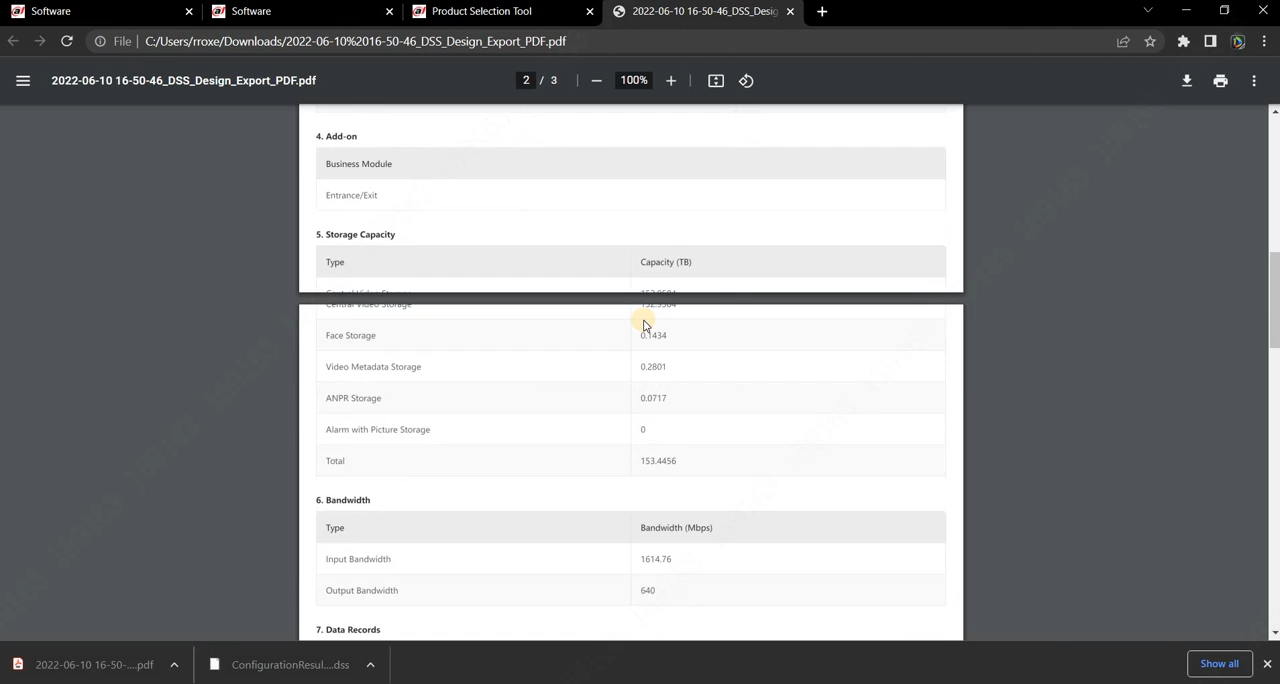 Software
Software
Product Selection Tool
2022-06-10 16-50-46_DSS_Desig
File
C:/Users/rroxe/Downloads/2022-06-10%2016-50-46_DSS_Design_Export_PDF.pdf
2022-06-10 16-50-46_DSS_Design_Export_PDF.pdf
2 / 3
100%
4. Add-on
Business Module
Entrance/Exit
5. Storage Capacity
Type Capacity (TB)
Central Video Storage
Face Storage 0.1434
Video Metadata Storage 0.2801
ANPR Storage 0.0717
Alarm with Picture Storage 0
Total 153.4456
6. Bandwidth
Type Bandwidth (Mbps)
Input Bandwidth 1614.76
Output Bandwidth 640
7. Data Records
2022-06-10 16-50-....pdf
ConfigurationResul....dss
Show all